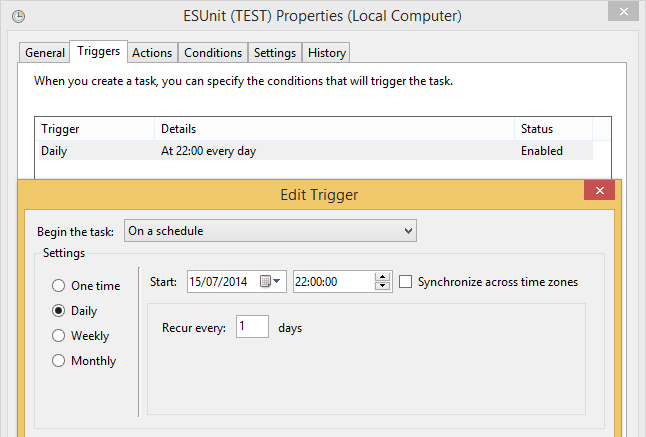 ESUnit (TEST) Properties (Local Computer)
General Triggers Actions Conditions Settings History
When you create a task, you can specify the conditions that will trigger the task.
Trigger Details Status
Daily At 22:00 every day Enabled
Edit Trigger
Begin the task: On a schedule
Settings
One time
Daily
Weekly
Monthly
Start: 15/07/2014 22:00:00 Synchronize across time zones
Recur every: 1 days